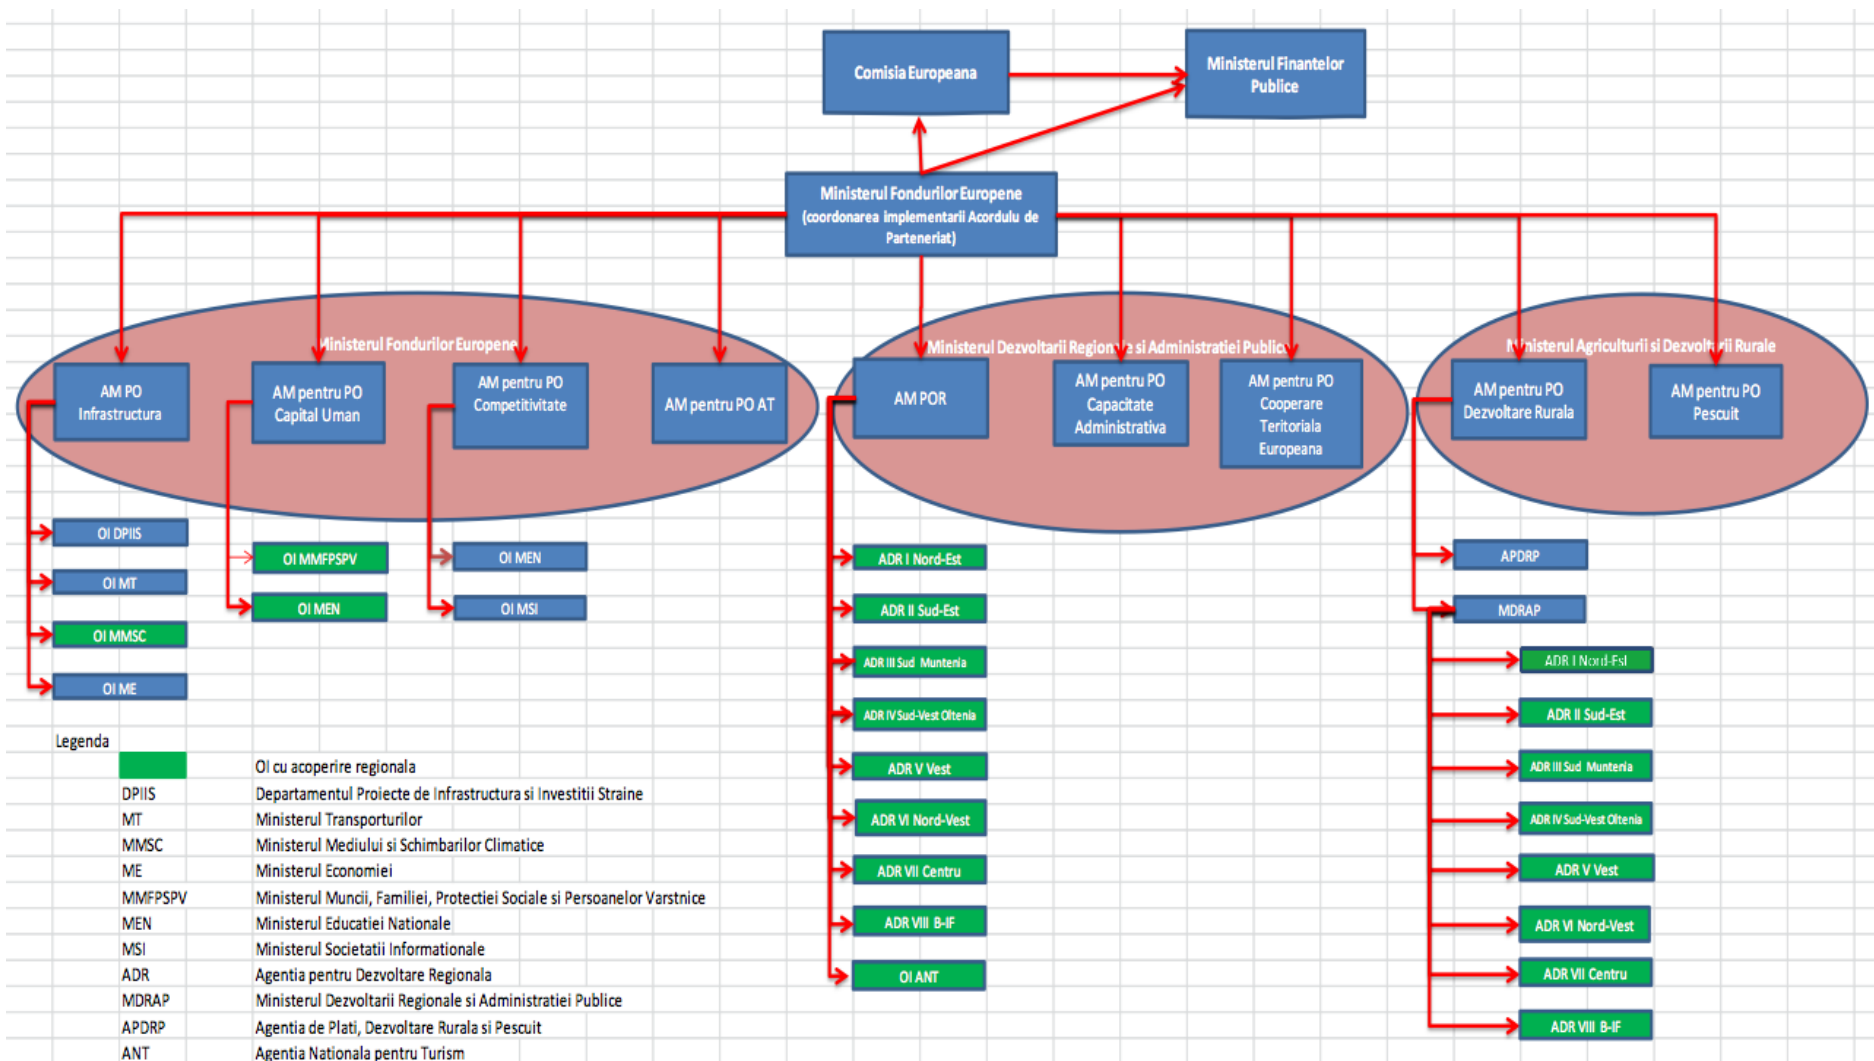 Comisia Europeana
Ministerul Finantelor
Publice
Ministerul Fondurilor Europene
(coordonarea implementarii Acordulu de
Parteneriat)
Ministerul Fondurilor Europene
AM PO
Infrastructura
AM pentru PO
Capital Uman
AM pentru PO
Competitivitate
AM pentru PO AT
Ministerul Dezvoltarii Regionale si Administratiei Publice
AM POR
AM pentru PO
Capacitate
Administrativa
AM pentru PO
Cooperare
Teritoriala
Europeana
Ministerul Agriculturii si Dezvoltarii Rurale
AM pentru PO
Dezvoltare Rurala
AM pentru PO
Pescuit
OI DPIIS
OI MT
OI MMSC
OI ME
OI MMFPSPV
OI MEN
OI MEN
OI MSI
ADR I Nord-Est
ADR II Sud-Est
ADR III Sud Muntenia
ADR IV Sud-Vest Oltenia
ADR V Vest
ADR VI Nord-Vest
ADR VII Centru
ADR VIII B-IF
OI ANT
APDRP
MDRAP
ADR I Nord-Est
ADR II Sud-Est
ADR III Sud Muntenia
ADR IV Sud-Vest Oltenia
ADR V Vest
ADR VI Nord-Vest
ADR VII Centru
ADR VIII B-IF
Legenda
OI cu acoperire regionala
DPIIS Departamentul Proiecte de Infrastructura si Investitii Straine
MT Ministerul Transporturilor
MMSC Ministerul Mediului si Schimbarilor Climatice
ME Ministerul Economiei
MMFPSPV Ministerul Muncii, Familiei, Protectiei Sociale si Persoanelor Varstnice
MEN Ministerul Educatiei Nationale
MSI Ministerul Societatii Informationale
ADR Agentia pentru Dezvoltare Regionala
MDRAP Ministerul Dezvoltarii Regionale si Administratiei Publice
APDRP Agentia de Plati, Dezvoltare Rurala si Pescuit
ANT Agentia Nationala pentru Turism